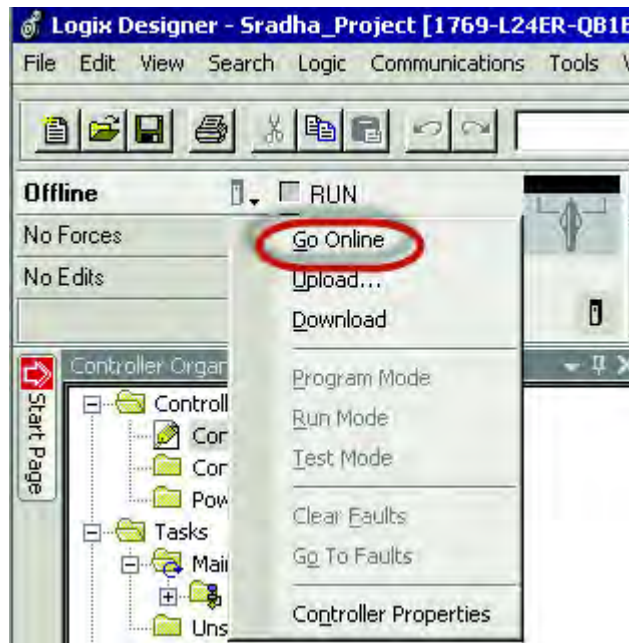 Logix Designer - Sradha_Project [1769-L24ER-QB1B
File Edit View Search Logic Communications Tools
Offline
RUN
No Forces
No Edits
Go Online
Upload...
Download
Program Mode
Run Mode
Test Mode
Clear Faults
Go To Faults
Controller Properties
Start Page
Controller Organ
Controll
Con
Con
Pow
Tasks
Mai
Uns